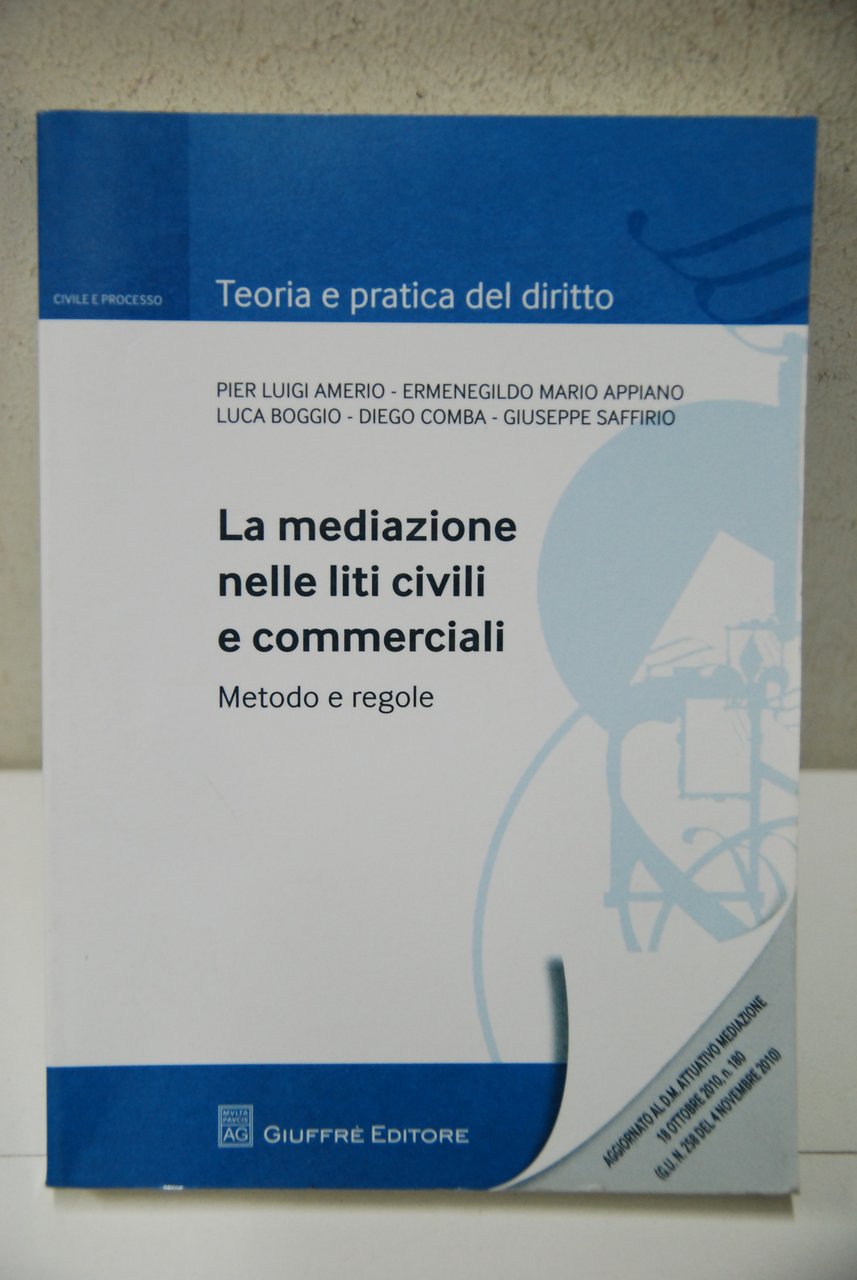 CIVILE E PROCESSO
Teoria e pratica del diritto
PIER LUIGI AMERIO - ERMENEGILDO MARIO APPIANO
LUCA BOGGIO - DIEGO COMBA - GIUSEPPE SAFFIRIO
La mediazione
nelle liti civili
e commerciali
Metodo e regole
AGGIORNATO AL D.M. ATTUATIVO MEDIAZIONE
18 OTTOBRE 2010, n. 180
(G.U. N. 258 DEL 4 NOVEMBRE 2010)
MVLTA
PAVCIS
AG
GIUFFRÈ EDITORE